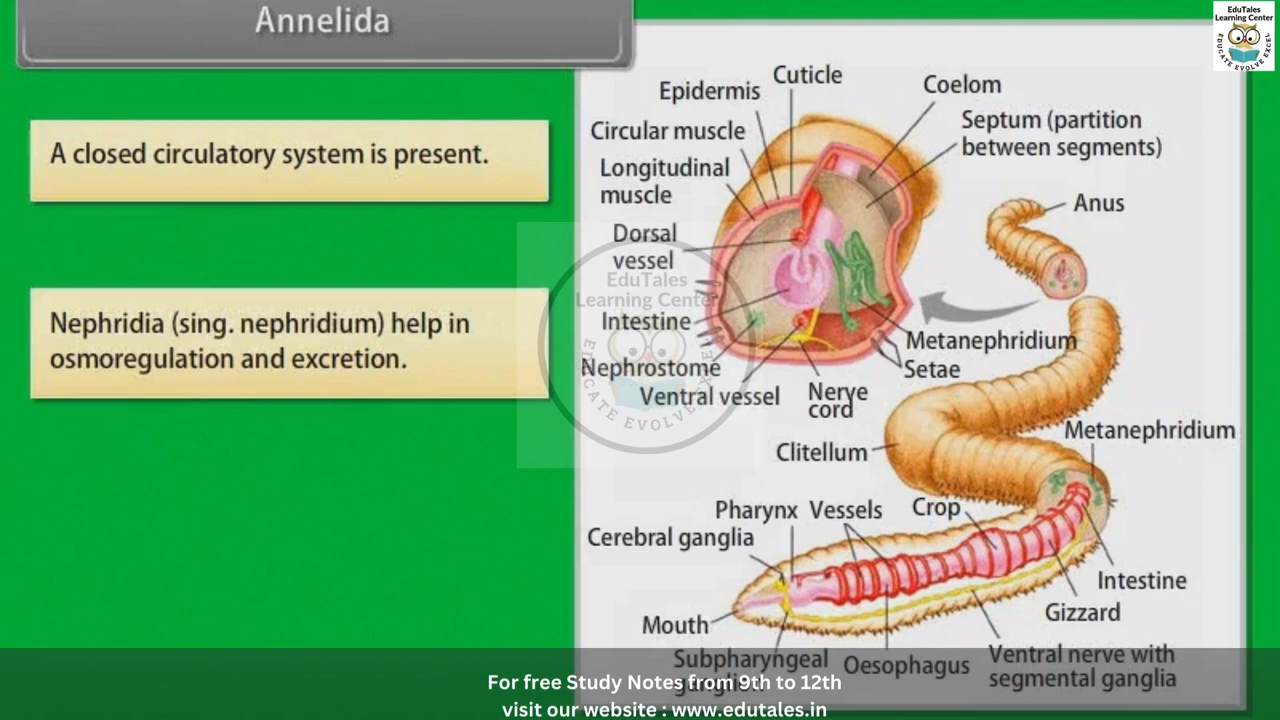 Annelida
EduTales
Learning Center
EDUCATE EVOLVE EXCEL
A closed circulatory system is present.
Nephridia (sing. nephridium) help in
osmoregulation and excretion.
Cuticle
Epidermis
Coelom
Circular muscle
Septum (partition
between segments)
Longitudinal
muscle
Anus
Dorsal
vessel
EduTales
Learning Center
EDUCATE EVOLVE EXCEL
Intestine
Metanephridium
Nephrostome
Setae
Ventral vessel
Nerve
cord
Metanephridium
Clitellum
Pharynx
Vessels
Crop
Cerebral ganglia
Intestine
Gizzard
Mouth
Subpharyngeal
Oesophagus
Ventral nerve with
segmental ganglia
For free Study Notes from 9th to 12th
visit our website : www.edutales.in